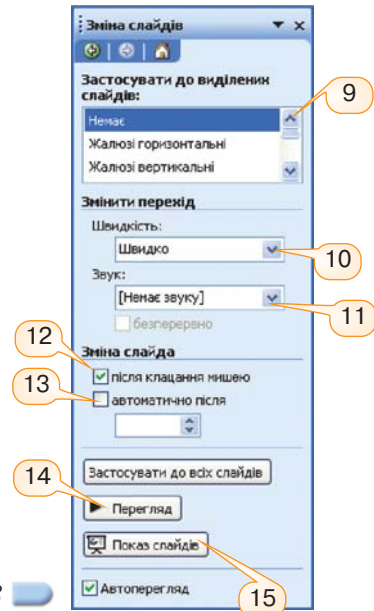 Зміна слайдів
Застосувати до виділених
слайдів:
9
Немає
Жалюзі горизонтальні
Жалюзі вертикальні
Змінити перехід
Швидкість:
Швидко
10
Звук:
[Немає звуку]
11
безперервно
12
Зміна слайда
після клацання мишею
13
автоматично після
Застосувати до всіх слайдів
14
Перегляд
Показ слайдів
15
Автоперегляд